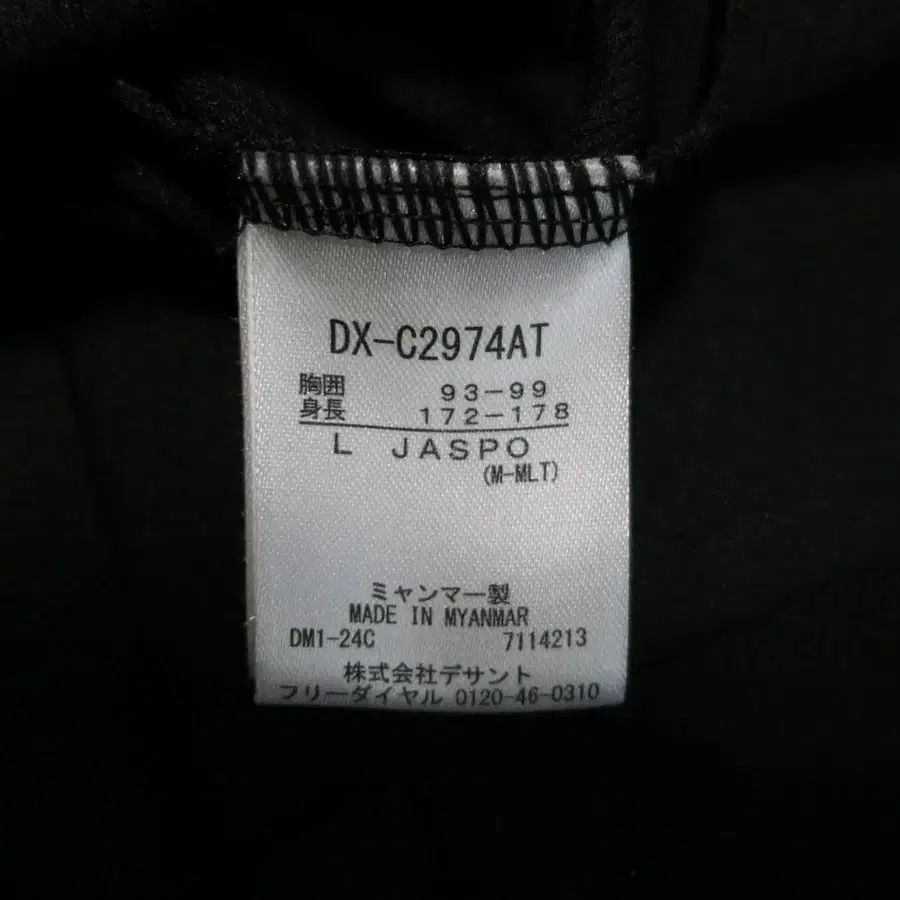 DX-C2974AT
胸囲 93-99
身長 172-178
L JASPO
(M-MLT)
ミャンマー製
MADE IN MYANMAR
DM1-24C 7114213
株式会社デサント
フリーダイヤル 0120-46-0310